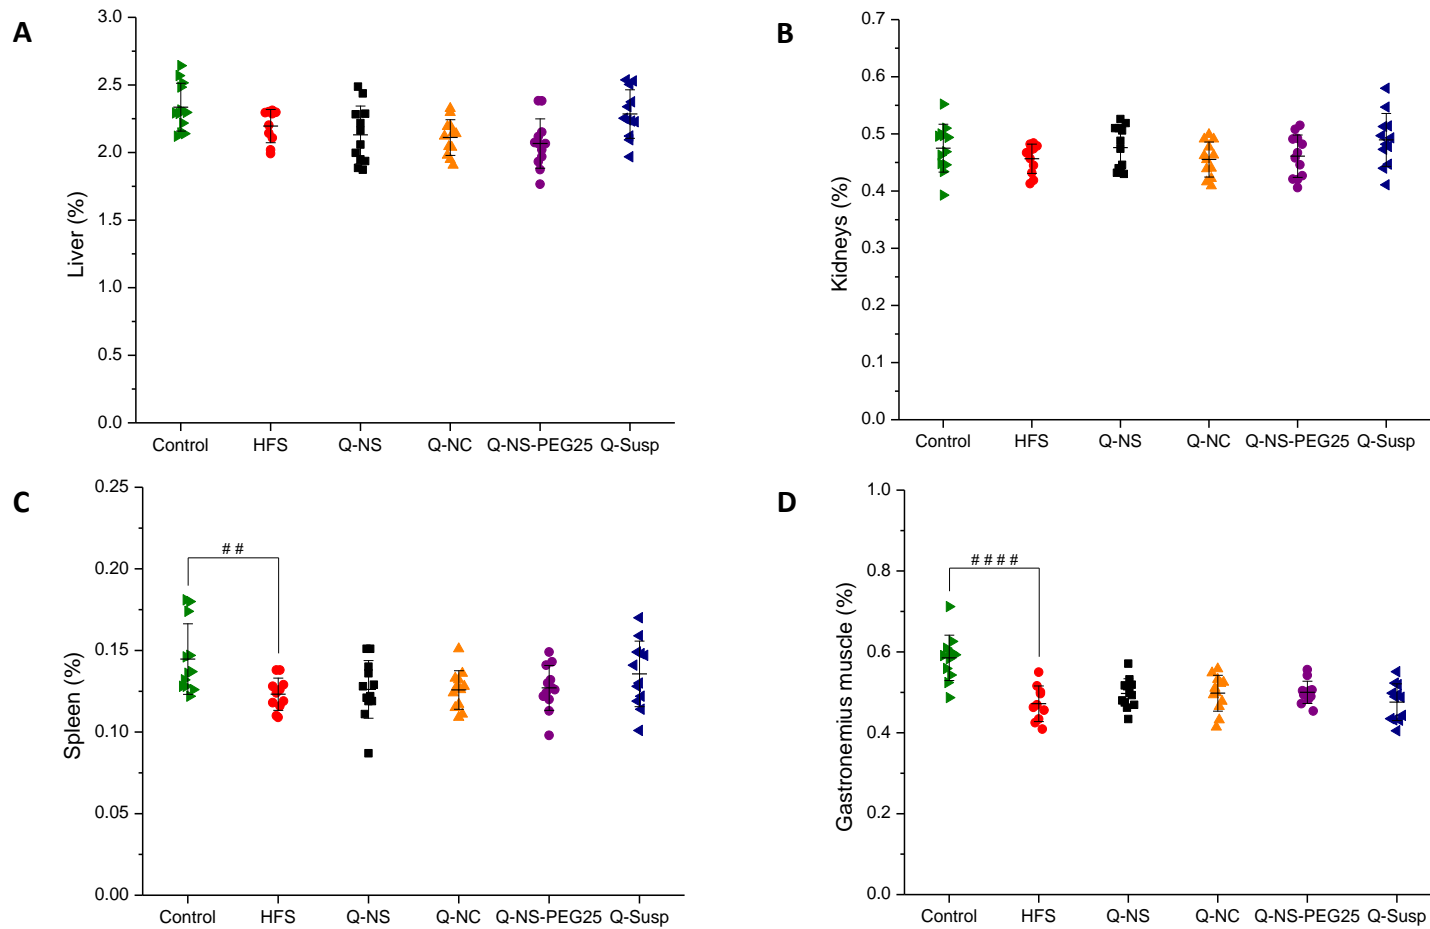 A
3.0
2.5
2.0
1.5
1.0
0.5
0.0
Liver (%)
Control HFS Q-NS Q-NC Q-NS-PEG25 Q-Susp
B
0.7
0.6
0.5
0.4
0.3
0.2
0.1
0.0
Kidneys (%)
Control HFS Q-NS Q-NC Q-NS-PEG25 Q-Susp
C
0.25
0.20
0.15
0.10
0.05
0.00
Spleen (%)
# #
Control HFS Q-NS Q-NC Q-NS-PEG25 Q-Susp
D
1.0
0.8
0.6
0.4
0.2
0.0
Gastronemius muscle (%)
# # # #
Control HFS Q-NS Q-NC Q-NS-PEG25 Q-Susp